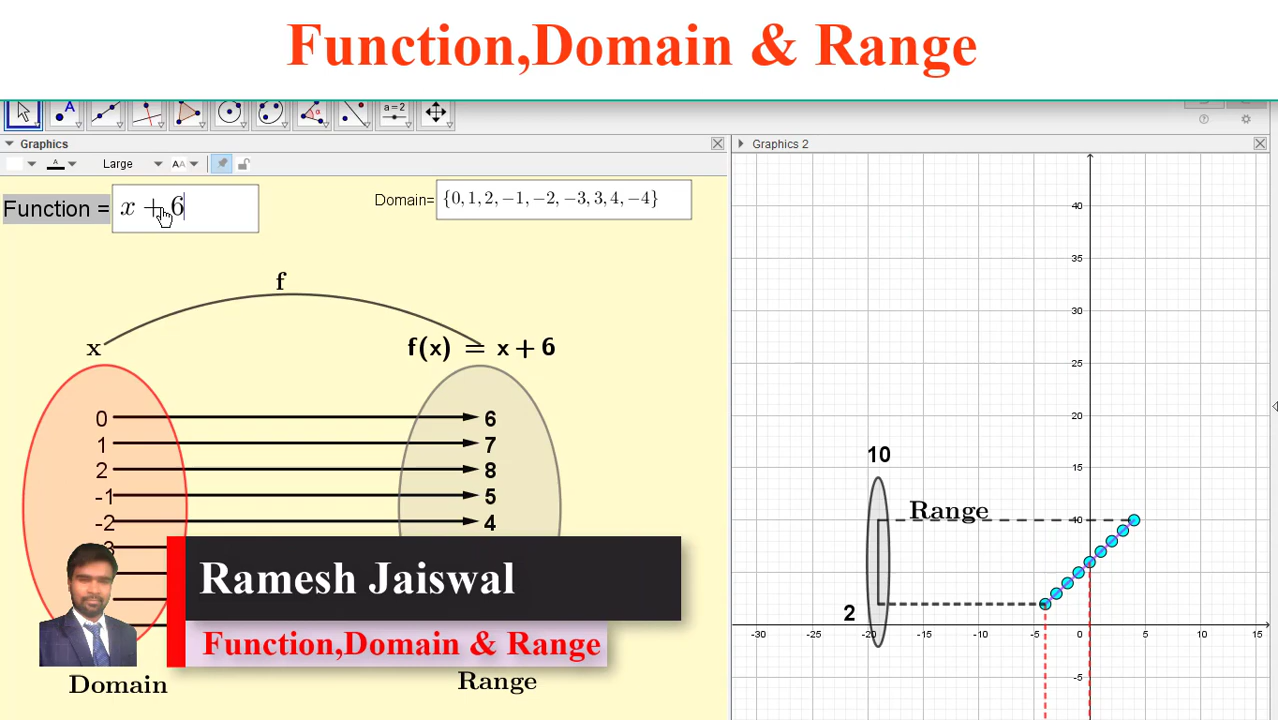 Function,Domain & Range
a=2
Graphics
Graphics 2
A
Large
AA
Function = x + 6
Domain= {0, 1, 2, −1, −2, −3, 3, 4, −4}
f
x
f(x) = x + 6
0 6
1 7
2 8
-1 5
-2 4
Ramesh Jaiswal
Function,Domain & Range
Domain
Range
40
35
30
25
20
15
10
Range
10
2
-30 -25 -20 -15 -10 -5 0 5 10 15
-5